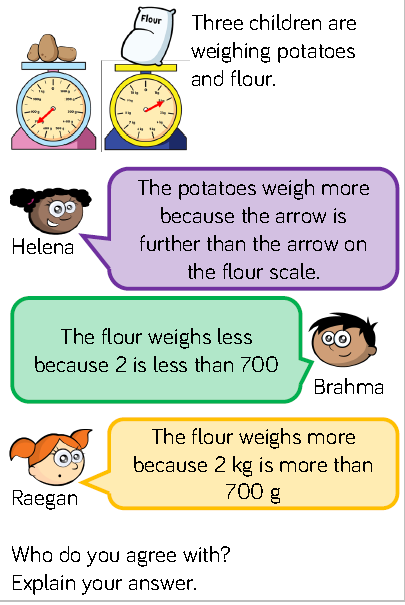 Flour
Three children are
weighing potatoes
and flour.
The potatoes weigh more
because the arrow is
further than the arrow on
the flour scale.
Helena
The flour weighs less
because 2 is less than 700
Brahma
The flour weighs more
because 2 kg is more than
700 g
Raegan
Who do you agree with?
Explain your answer.